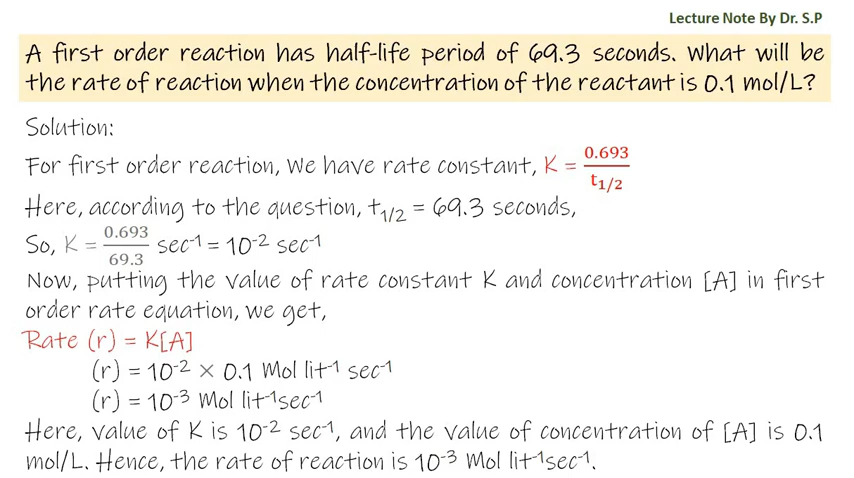 Lecture Note By Dr. S.P
A first order reaction has half-life period of 69.3 seconds. What will be
the rate of reaction when the concentration of the reactant is 0.1 mol/L?
Solution:
For first order reaction, We have rate constant, K = 0.693/t₁/₂
Here, according to the question, t₁/₂ = 69.3 seconds,
So, K = 0.693/69.3 sec⁻¹ = 10⁻² sec⁻¹
Now, putting the value of rate constant K and concentration [A] in first
order rate equation, we get,
Rate (r) = K[A]
(r) = 10⁻² × 0.1 Mol lit⁻¹ sec⁻¹
(r) = 10⁻³ Mol lit⁻¹sec⁻¹
Here, value of K is 10⁻² sec⁻¹, and the value of concentration of [A] is 0.1
mol/L. Hence, the rate of reaction is 10⁻³ Mol lit⁻¹sec⁻¹.